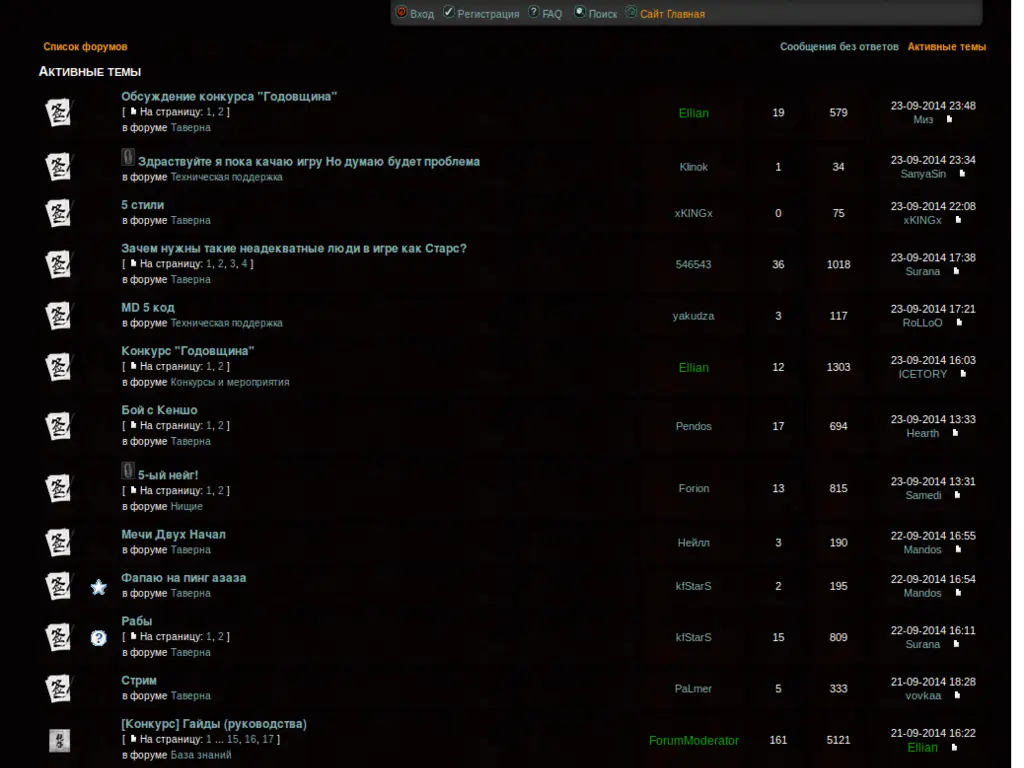 Вход Регистрация FAQ Поиск Сайт Главная
Список форумов Сообщения без ответов Активные темы
Активные темы
Обсуждение конкурса "Годовщина"
[ На страницу: 1, 2 ]
в форуме Таверна
Ellian 19 579 23-09-2014 23:48
Миз
Здраствуйте я пока качаю игру Но думаю будет проблема
в форуме Техническая поддержка
Klinok 1 34 23-09-2014 23:34
SanyaSin
5 стили
в форуме Таверна
xKINGx 0 75 23-09-2014 22:08
xKINGx
Зачем нужны такие неадекватные люди в игре как Старс?
[ На страницу: 1, 2, 3, 4 ]
в форуме Таверна
546543 36 1018 23-09-2014 17:38
Surana
MD 5 код
в форуме Техническая поддержка
yakudza 3 117 23-09-2014 17:21
RoLLoO
Конкурс "Годовщина"
[ На страницу: 1, 2 ]
в форуме Конкурсы и мероприятия
Ellian 12 1303 23-09-2014 16:03
ICETORY
Бой с Кеншо
[ На страницу: 1, 2 ]
в форуме Таверна
Pendos 17 694 23-09-2014 13:33
Hearth
5-ый нейг!
[ На страницу: 1, 2 ]
в форуме Нищие
Forion 13 815 23-09-2014 13:31
Samedi
Мечи Двух Начал
в форуме Таверна
Нейлл 3 190 22-09-2014 16:55
Mandos
Фапаю на пинг азаза
в форуме Таверна
kfStarS 2 195 22-09-2014 16:54
Mandos
Рабы
[ На страницу: 1, 2 ]
в форуме Таверна
kfStarS 15 809 22-09-2014 16:11
Surana
Стрим
в форуме Таверна
PaLmer 5 333 21-09-2014 18:28
vovkaa
[Конкурс] Гайды (руководства)
[ На страницу: 1 ... 15, 16, 17 ]
в форуме База знаний
ForumModerator 161 5121 21-09-2014 16:22
Ellian